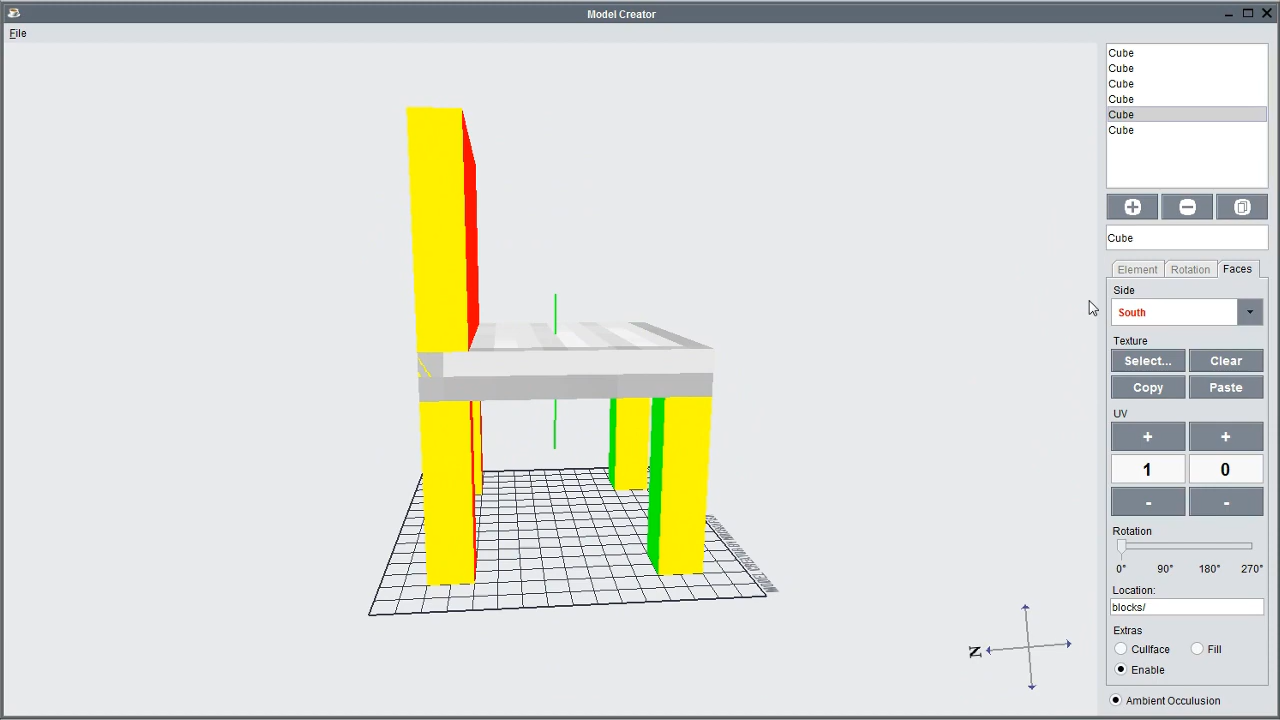 Model Creator
File
Cube
Cube
Cube
Cube
Cube
Cube
Cube
Element Rotation Faces
Side
South
Texture
Select... Clear
Copy Paste
UV
+ +
1 0
- -
Rotation
0° 90° 180° 270°
Location:
blocks/
Extras
Cullface Fill
Enable
Ambient Occulusion
N